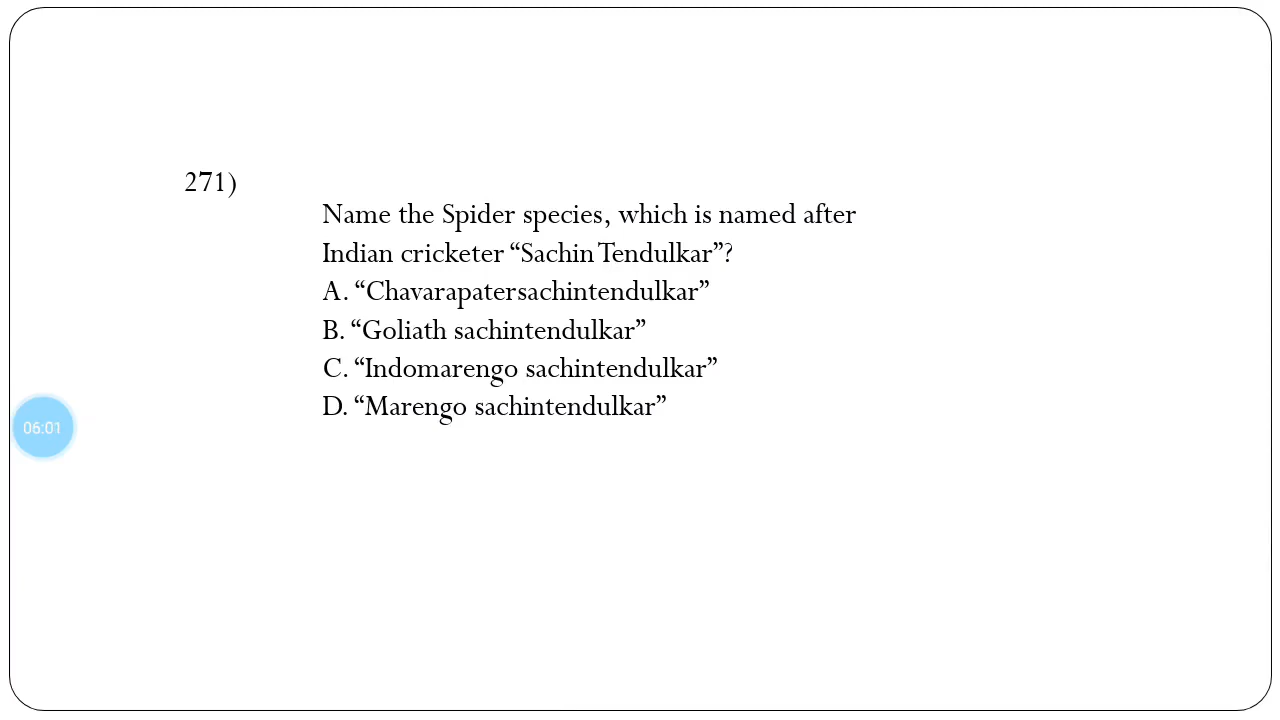 271)
Name the Spider species, which is named after
Indian cricketer “Sachin Tendulkar”?
A. “Chavarapatersachintendulkar”
B. “Goliath sachintendulkar”
C. “Indomarengo sachintendulkar”
D. “Marengo sachintendulkar”
06:01